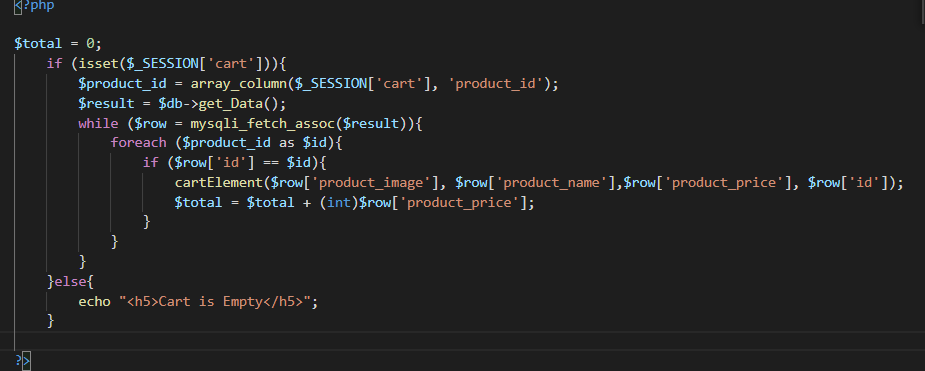 <?php
$total = 0;
if (isset($_SESSION['cart'])){
$product_id = array_column($_SESSION['cart'], 'product_id');
$result = $db->get_Data();
while ($row = mysqli_fetch_assoc($result)){
foreach ($product_id as $id){
if ($row['id'] == $id){
cartElement($row['product_image'], $row['product_name'],$row['product_price'], $row['id']);
$total = $total + (int)$row['product_price'];
}
}
}
}else{
echo "<h5>Cart is Empty</h5>";
}
?>